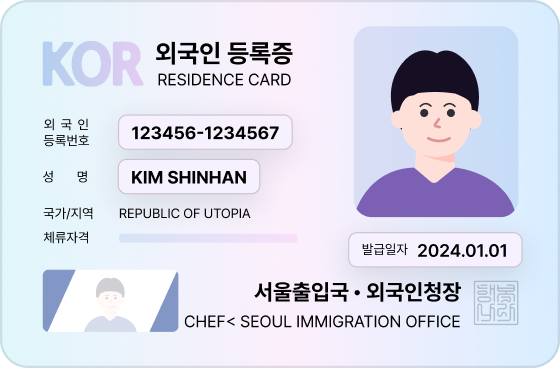 KOR 외국인 등록증
RESIDENCE CARD
외 국 인
등록번호 123456-1234567
성 명 KIM SHINHAN
국가/지역 REPUBLIC OF UTOPIA
체류자격
발급일자 2024.01.01
서울출입국 • 외국인청장
CHEF< SEOUL IMMIGRATION OFFICE